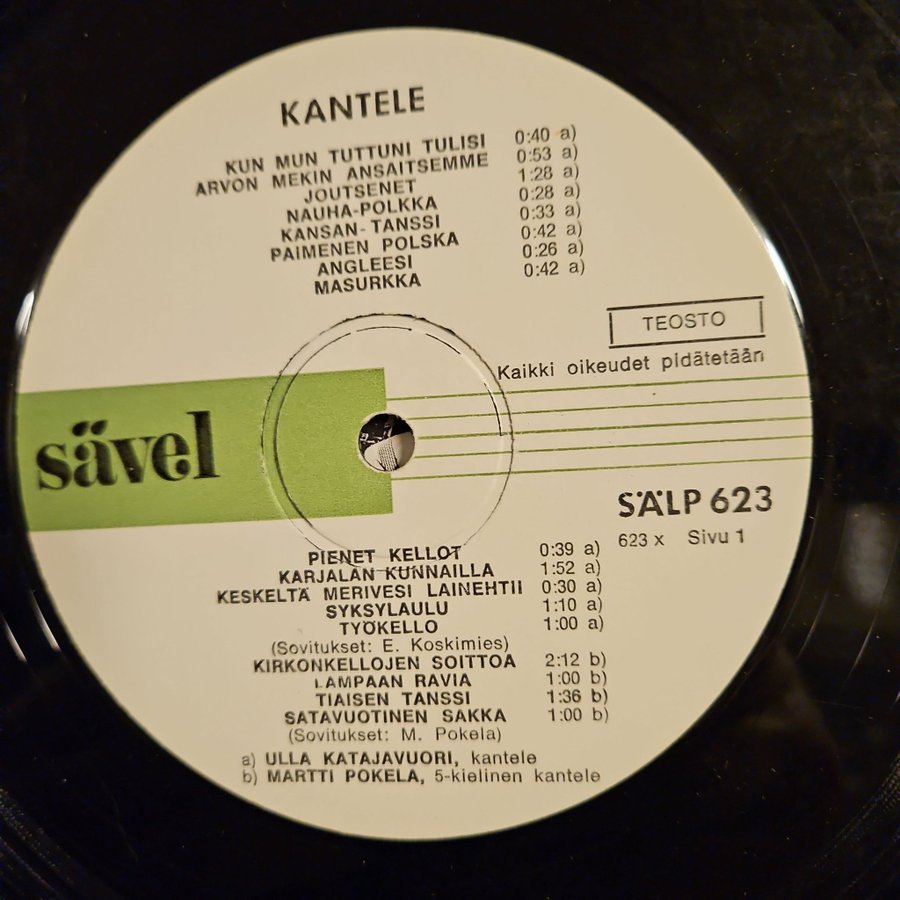 KANTELE
KUN MUN TUTTUNI TULISI 0:40 a)
ARVON MEKIN ANSAITSEMME 0:53 a)
JOUTSENET 1:28 a)
NAUHA-POLKKA 0:28 a)
KANSAN-TANSSI 0:33 a)
PAIMENEN POLSKA 0:42 a)
ANGLEESI 0:26 a)
MASURKKA 0:42 a)
TEOSTO
Kaikki oikeudet pidätetään
sävel
SÄLP 623
623 x Sivu 1
PIENET KELLOT 0:39 a)
KARJALAN KUNNAILLA 1:52 a)
KESKELTÄ MERIVESI LAINEHTII 0:30 a)
SYKSYLAULU 1:10 a)
TYÖKELLO 1:00 a)
(Sovitukset: E. Koskimies)
KIRKONKELLOJEN SOITTOA 2:12 b)
LAMPAAN RAVIA 1:00 b)
TIAISEN TANSSI 1:36 b)
SATAVUOTINEN SAKKA 1:00 b)
(Sovitukset: M. Pokela)
a) ULLA KATAJAVUORI, kantele
b) MARTTI POKELA, 5-kielinen kantele